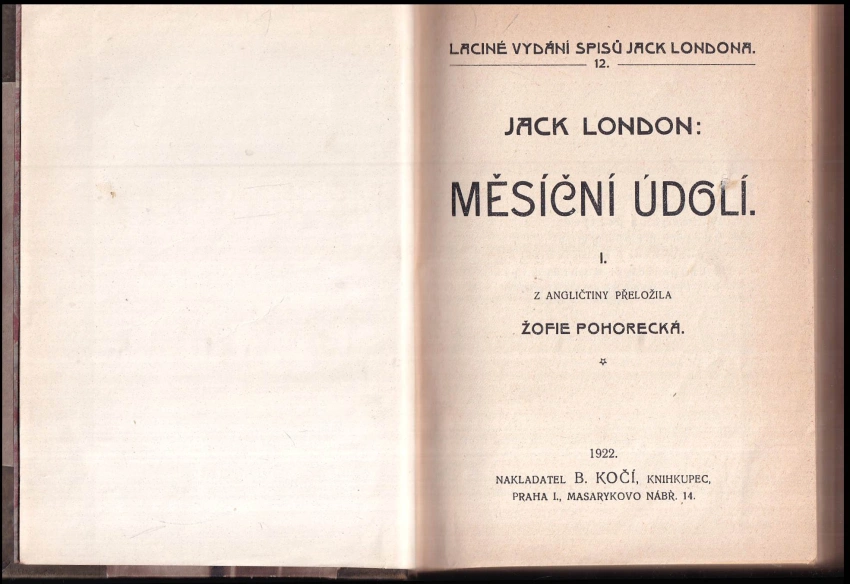 LACINÉ VYDÁNÍ SPISŮ JACK LONDONA.
12.
JACK LONDON:
MĚSÍČNÍ ÚDOLÍ.
I.
Z ANGLIČTINY PŘELOŽILA
ŽOFIE POHORECKÁ.
1922.
NAKLADATEL B. KOČÍ, KNIHKUPEC,
PRAHA I., MASARYKOVO NÁBŘ. 14.